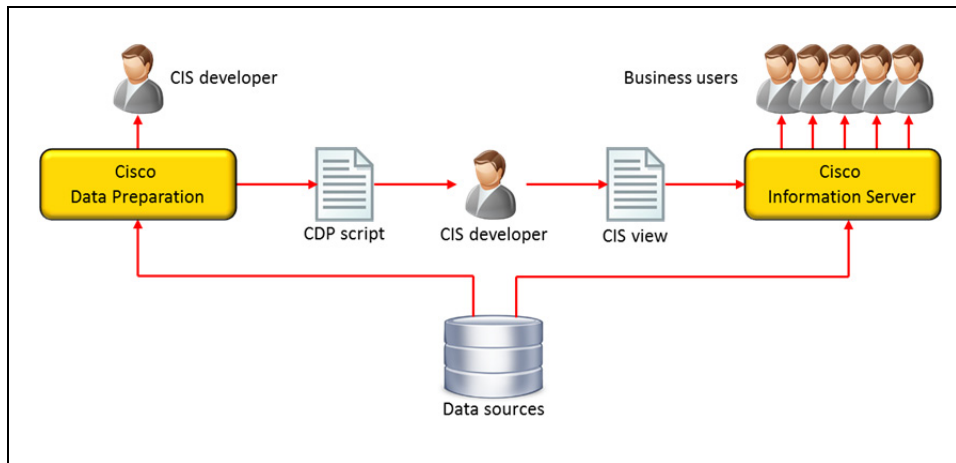 CIS developer
Business users
Cisco
Data Preparation
CDP script
CIS developer
CIS view
Cisco
Information Server
Data sources